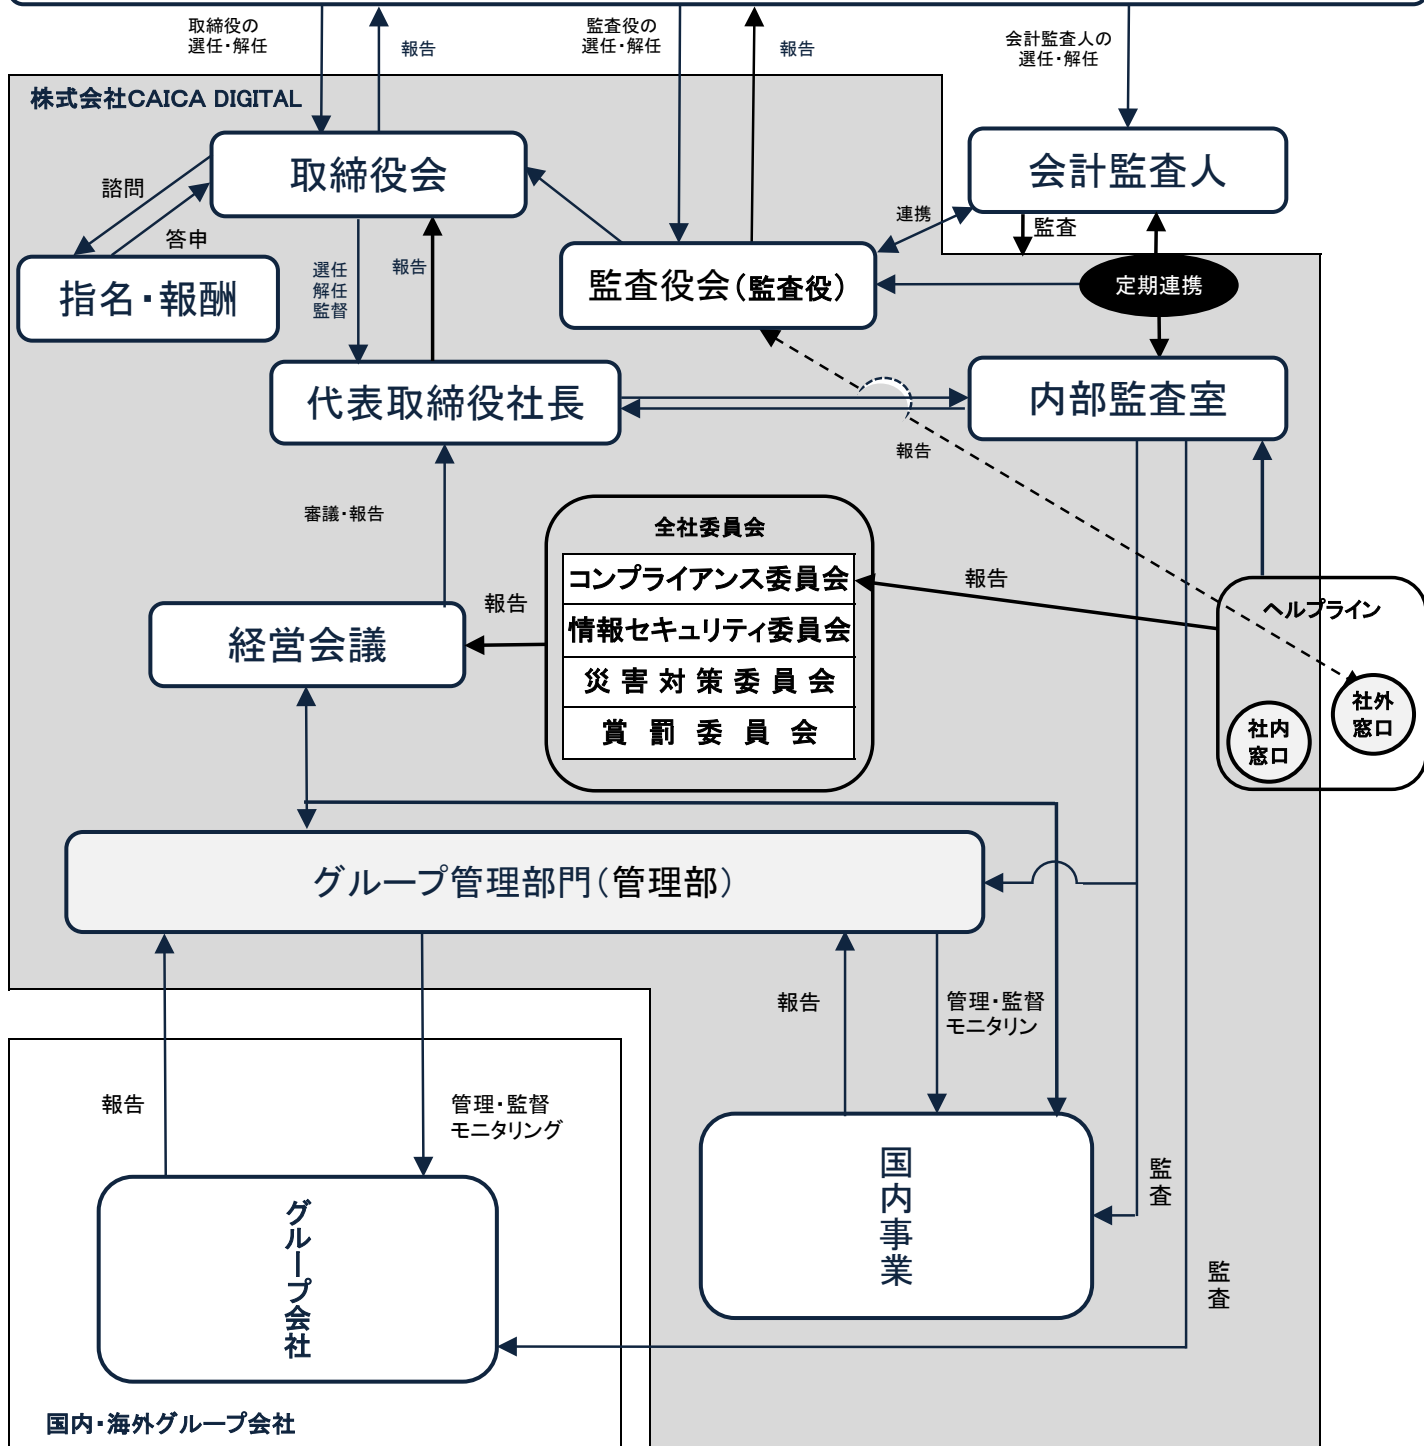 取締役の
選任・解任
報告
監査役の
選任・解任
報告
会計監査人の
選任・解任
株式会社CAICA DIGITAL
取締役会
会計監査人
諮問
答申
連携
監査
指名・報酬
選任
解任
監督
報告
監査役会(監査役)
定期連携
代表取締役社長
内部監査室
報告
審議・報告
全社委員会
コンプライアンス委員会
情報セキュリティ委員会
災害対策委員会
賞罰委員会
報告
報告
ヘルプライン
社外
窓口
社内
窓口
経営会議
グループ管理部門(管理部)
報告
管理・監督
モニタリン
報告
管理・監督
モニタリング
国内事業
監査
監査
グループ会社
国内・海外グループ会社